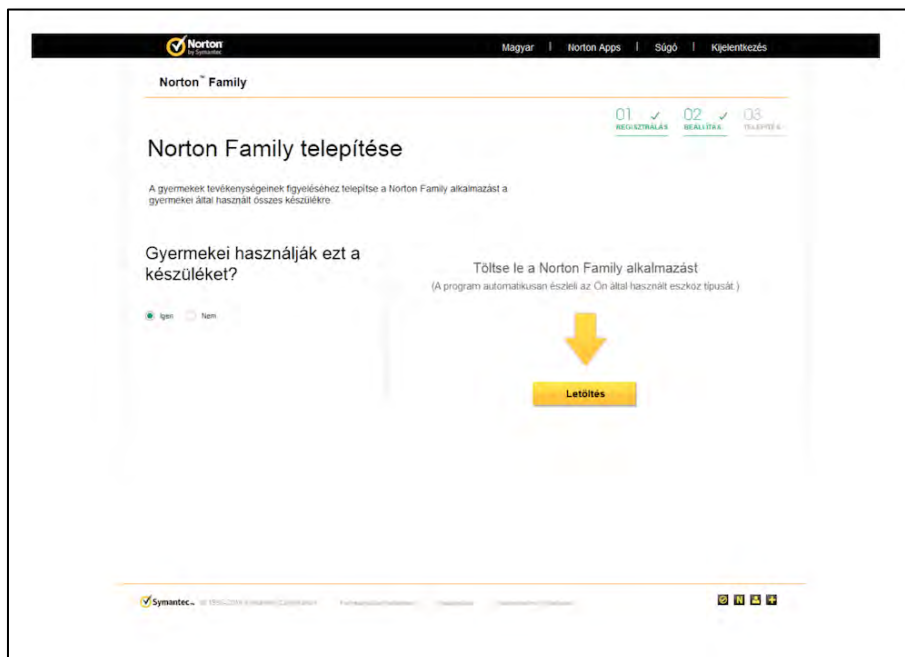 Norton
by Symantec
Magyar | Norton Apps | Súgó | Kijelentkezés
Norton™ Family
01 ✓ 02 ✓ 03
REGISZTRÁLÁS BEÁLLÍTÁS TELEPÍTÉS
Norton Family telepítése
A gyermekek tevékenységeinek figyeléséhez telepítse a Norton Family alkalmazást a
gyermekei által használt összes készülékre.
Gyermekei használják ezt a
készüléket?
Igen Nem
Töltse le a Norton Family alkalmazást
(A program automatikusan észleli az Ön által használt eszköz típusát.)
Letöltés
Symantec™